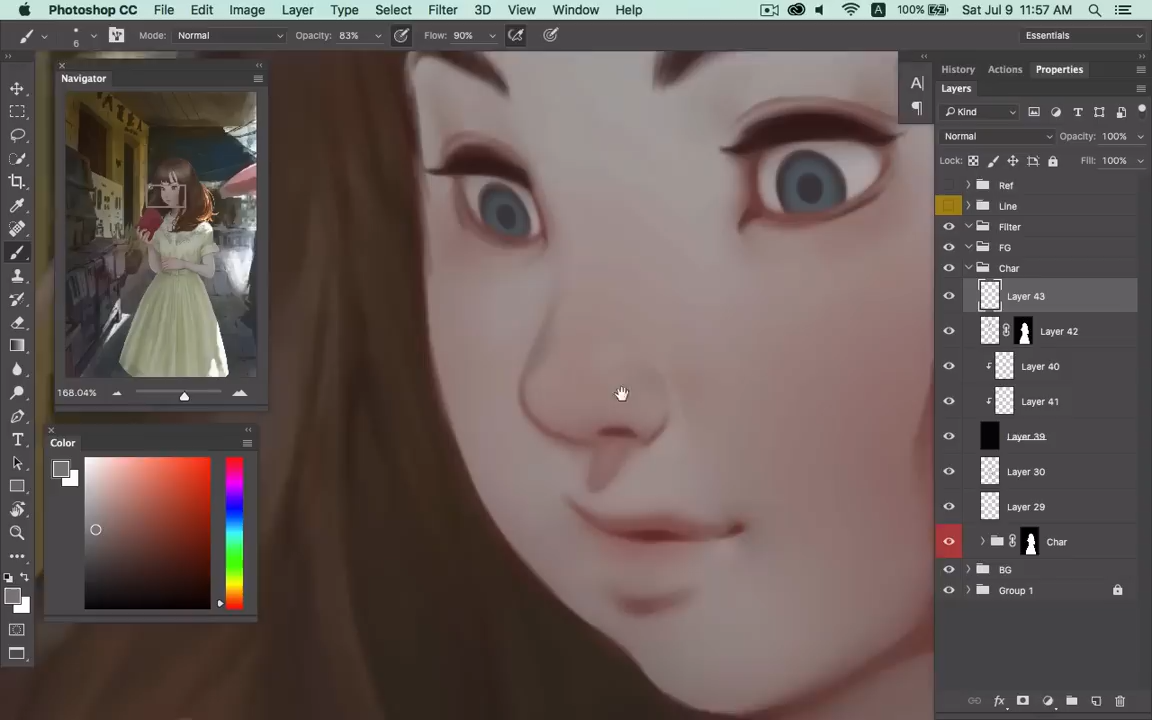 Photoshop CC File Edit Image Layer Type Select Filter 3D View Window Help 100% Sat Jul 9 11:57 AM
6 Mode: Normal Opacity: 83% Flow: 90% Essentials
Navigator
168.04%
Color
History Actions Properties
Layers
Kind
Normal Opacity: 100%
Lock: Fill: 100%
Ref
Line
FIlter
FG
Char
Layer 43
Layer 42
Layer 40
Layer 41
Layer 39
Layer 30
Layer 29
Char
BG
Group 1